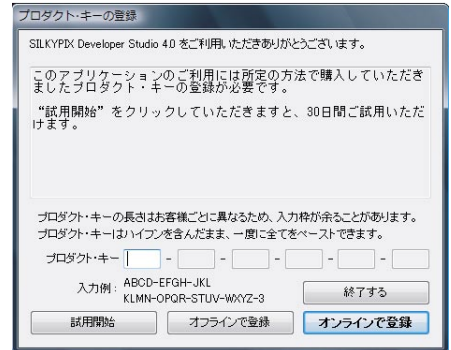 プロダクト・キーの登録
SILKYPIX Developer Studio 4.0 をご利用いただきありがとうございます。
このアプリケーションのご利用には所定の方法で購入していただき
ましたプロダクト・キーの登録が必要です。
“試用開始”をクリックしていただきますと、30日間ご試用いただ
けます。
プロダクト・キーの長さはお客様ごとに異なるため、入力枠が余ることがあります。
プロダクト・キーはハイフンを含んだまま、一度に全てをペーストできます。
プロダクト・キー - - - - -
入力例: ABCD-EFGH-JKL
KLMN-OPQR-STUV-WXYZ-3
終了する
試用開始 オフラインで登録 オンラインで登録